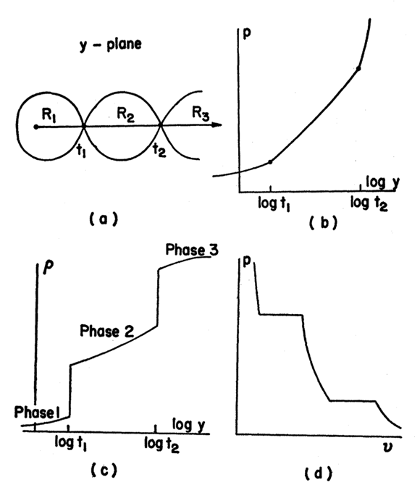 y - plane
R₁ R₂ R₃
t₁ t₂
(a)
p
log y
log t₁ log t₂
(b)
ρ
Phase 3
Phase 2
Phase 1
log y
log t₁ log t₂
(c)
p
υ
(d)